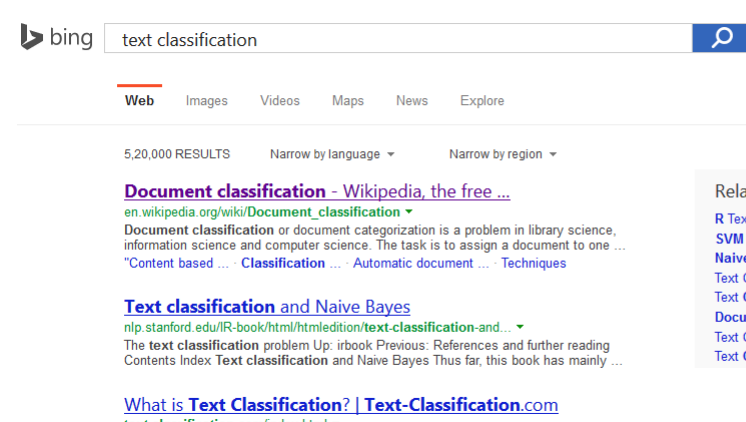 bing text classification
Web Images Videos Maps News Explore
5,20,000 RESULTS Narrow by language Narrow by region
Document classification - Wikipedia, the free ...
en.wikipedia.org/wiki/Document_classification
Document classification or document categorization is a problem in library science,
information science and computer science. The task is to assign a document to one ...
"Content based ... · Classification ... · Automatic document ... · Techniques
Text classification and Naive Bayes
nlp.stanford.edu/IR-book/html/htmledition/text-classification-and...
The text classification problem Up: irbook Previous: References and further reading
Contents Index Text classification and Naive Bayes Thus far, this book has mainly ...
What is Text Classification? | Text-Classification.com
Rela
R Tex
SVM
Naive
Text C
Text C
Docu
Text C
Text C